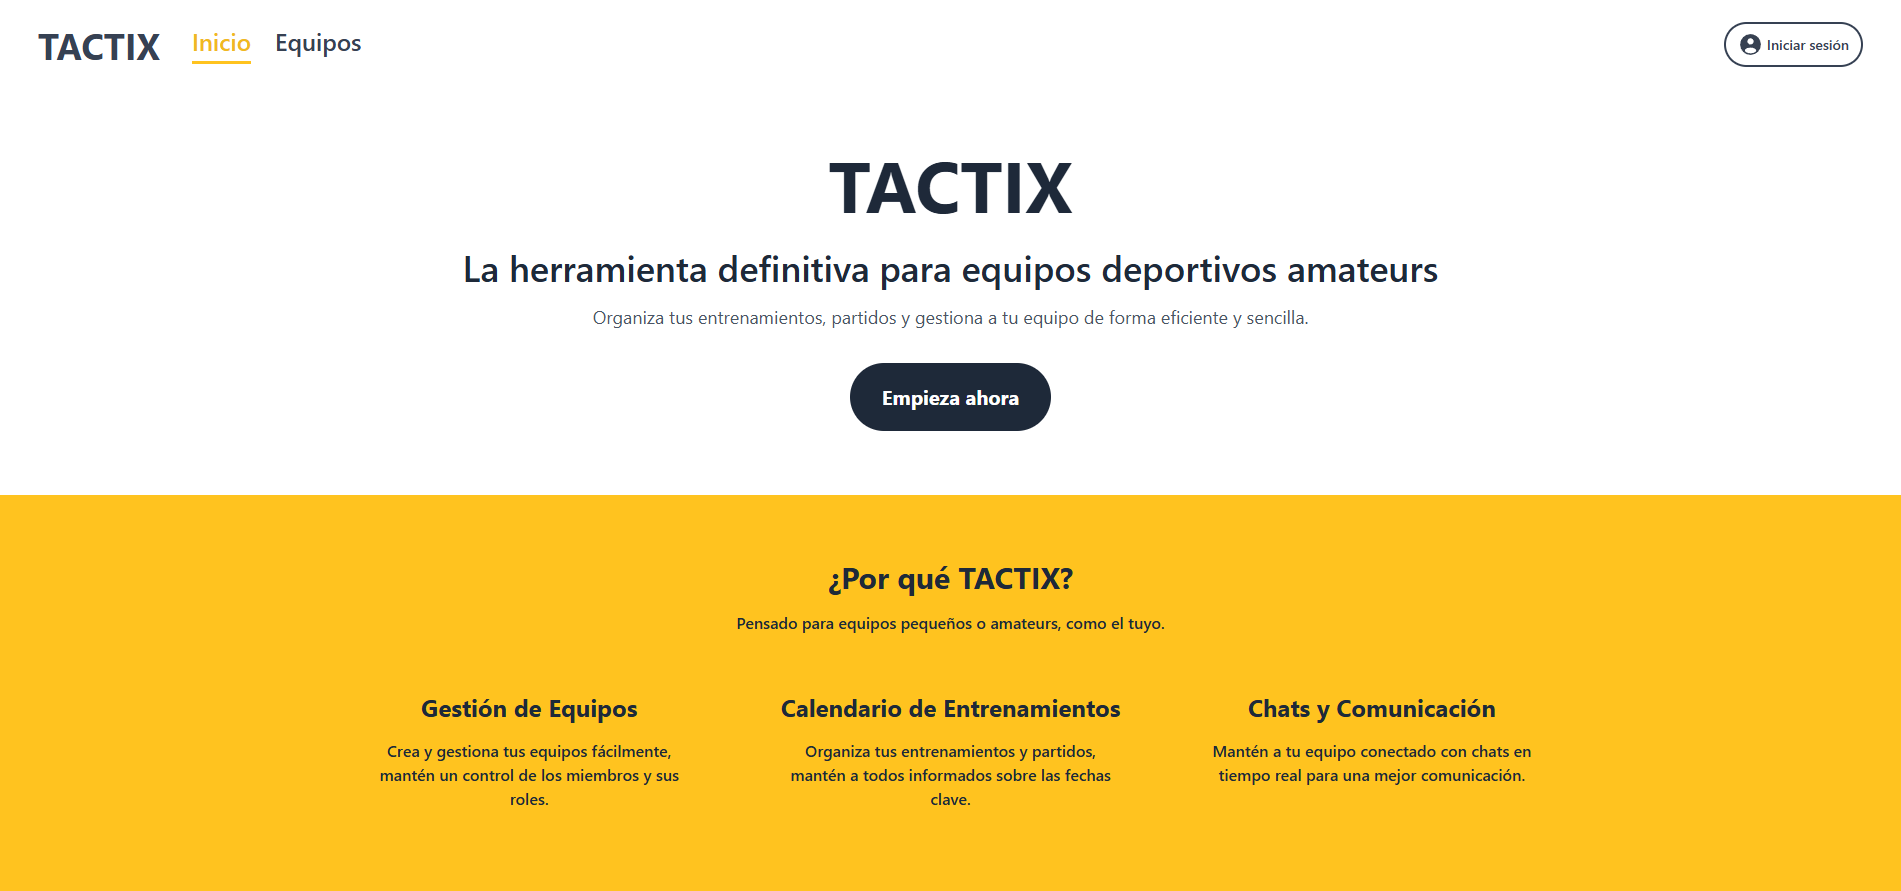 TACTIX
Inicio
Equipos
Iniciar sesión
TACTIX
La herramienta definitiva para equipos deportivos amateurs
Organiza tus entrenamientos, partidos y gestiona a tu equipo de forma eficiente y sencilla.
Empieza ahora
¿Por qué TACTIX?
Pensado para equipos pequeños o amateurs, como el tuyo.
Gestión de Equipos
Crea y gestiona tus equipos fácilmente,
mantén un control de los miembros y sus
roles.
Calendario de Entrenamientos
Organiza tus entrenamientos y partidos,
mantén a todos informados sobre las fechas
clave.
Chats y Comunicación
Mantén a tu equipo conectado con chats en
tiempo real para una mejor comunicación.